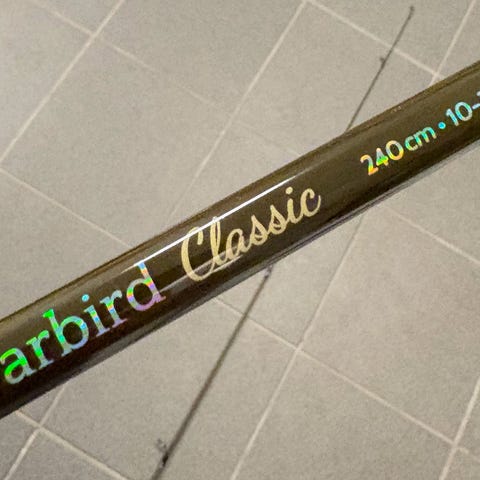 arbird Classic 240cm • 10-